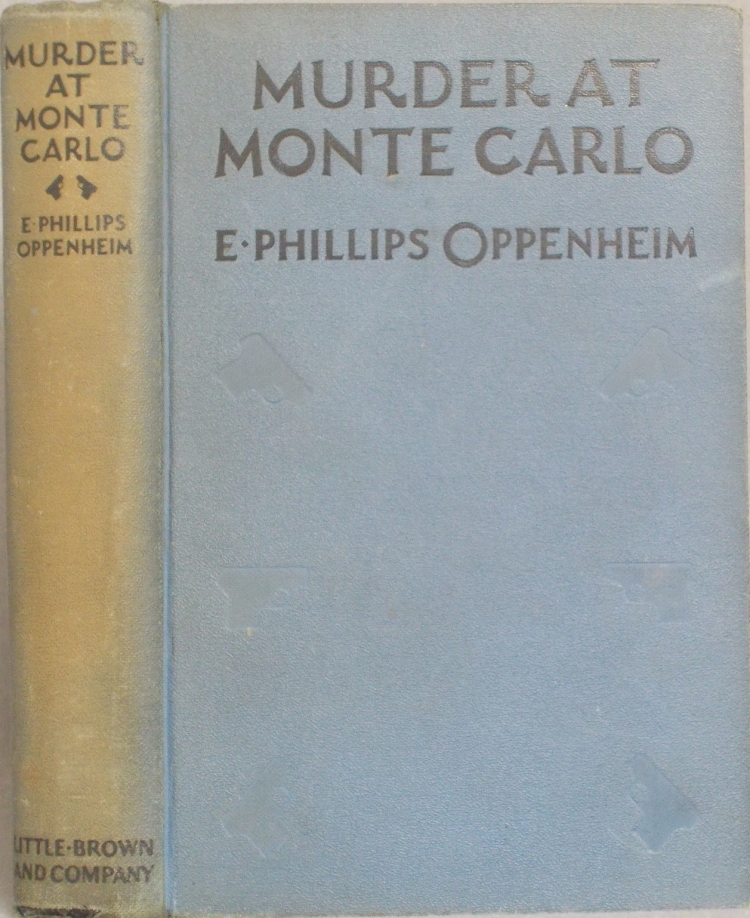 MURDER
AT
MONTE
CARLO
E·PHILLIPS
OPPENHEIM
LITTLE·BROWN
AND COMPANY
MURDER AT
MONTE CARLO
E·PHILLIPS OPPENHEIM